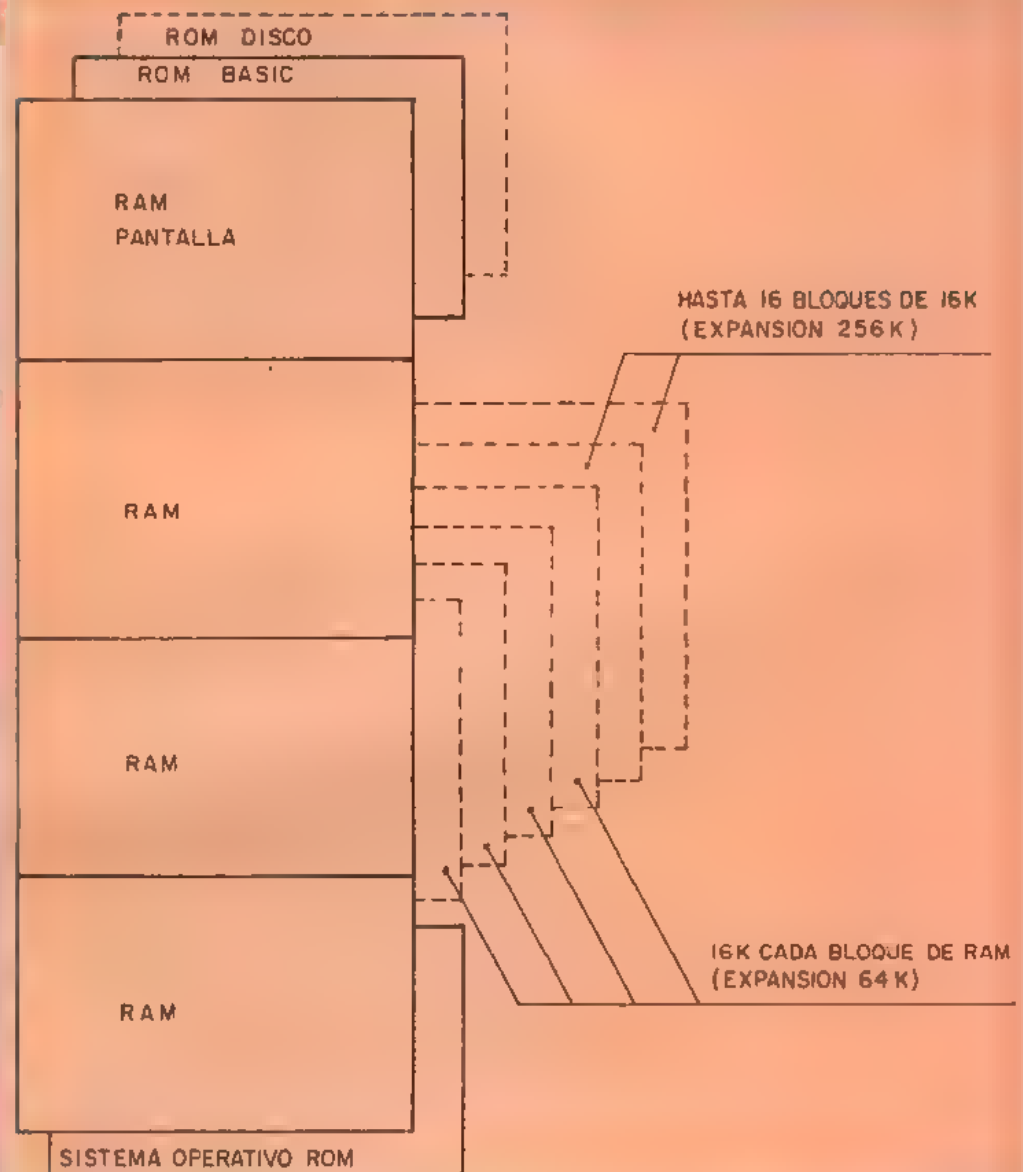 ROM DISCO
ROM BASIC
RAM
PANTALLA
HASTA 16 BLOQUES DE 16K
(EXPANSION 256K)
RAM
RAM
16K CADA BLOQUE DE RAM
(EXPANSION 64K)
RAM
SISTEMA OPERATIVO ROM